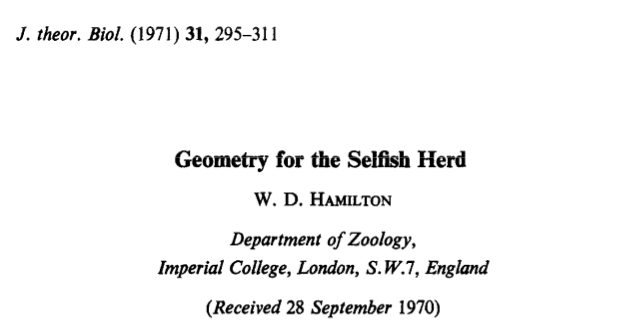 J. theor. Biol. (1971) 31, 295–311
Geometry for the Selfish Herd
W. D. HAMILTON
Department of Zoology,
Imperial College, London, S.W.7, England
(Received 28 September 1970)